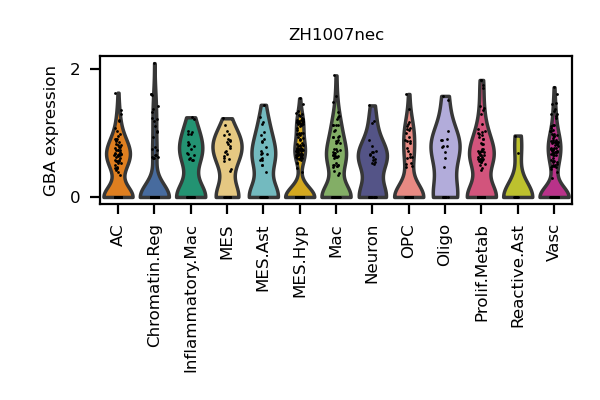 ZH1007nec
GBA expression
2
0
AC
Chromatin.Reg
Inflammatory.Mac
MES
MES.Ast
MES.Hyp
Mac
Neuron
OPC
Oligo
Prolif.Metab
Reactive.Ast
Vasc